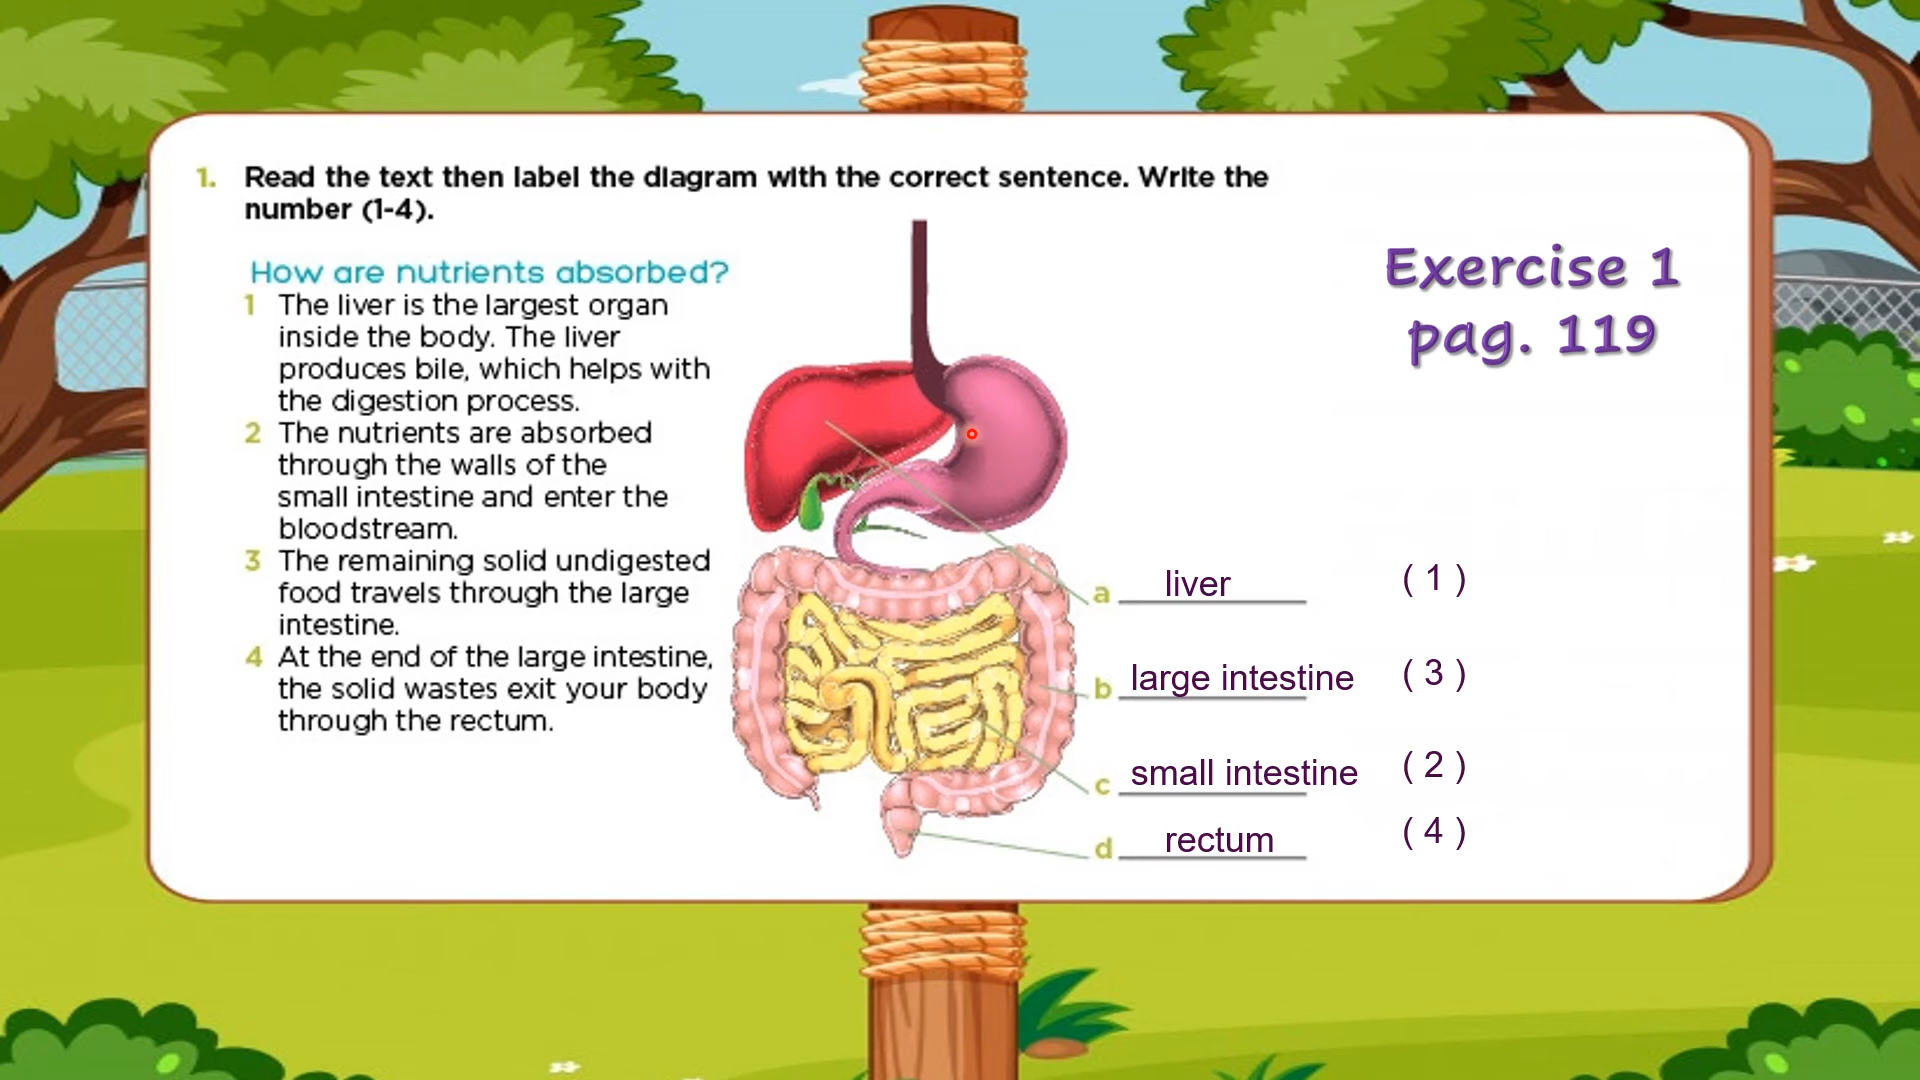 1. Read the text then label the diagram with the correct sentence. Write the
number (1-4).
How are nutrients absorbed?
1 The liver is the largest organ
inside the body. The liver
produces bile, which helps with
the digestion process.
2 The nutrients are absorbed
through the walls of the
small intestine and enter the
bloodstream.
3 The remaining solid undigested
food travels through the large
intestine.
4 At the end of the large intestine,
the solid wastes exit your body
through the rectum.
Exercise 1
pag. 119
a liver ( 1 )
b large intestine ( 3 )
c small intestine ( 2 )
d rectum ( 4 )